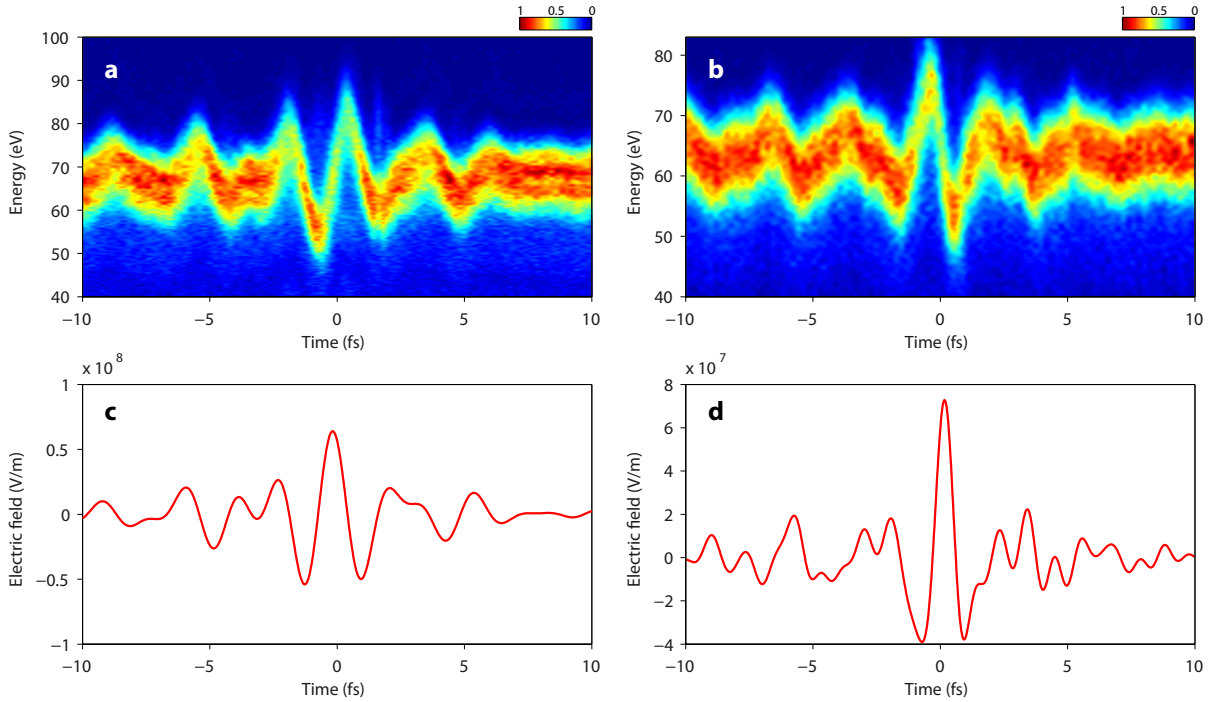 1 0.5 0
a
100
90
80
70
60
50
40
Energy (eV)
−10 −5 0 5 10
Time (fs)
1 0.5 0
b
80
70
60
50
40
Energy (eV)
−10 −5 0 5 10
Time (fs)
x 10 8
c
1
0.5
0
−0.5
−1
Electric field (V/m)
−10 −5 0 5 10
Time (fs)
x 10 7
d
8
6
4
2
0
−2
−4
Electric field (V/m)
−10 −5 0 5 10
Time (fs)